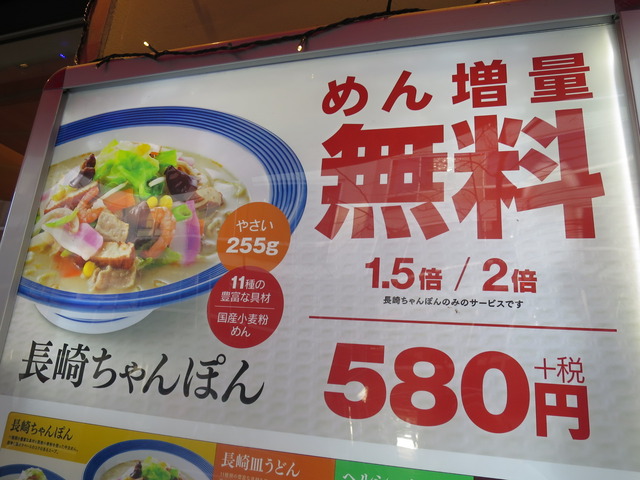 めん増量
無料
1.5倍 / 2倍
長崎ちゃんぽんのみのサービスです
580円
+税
やさい
255g
11種の
豊富な具材
国産小麦粉
めん
長崎ちゃんぽん
長崎ちゃんぽん
長崎皿うどん